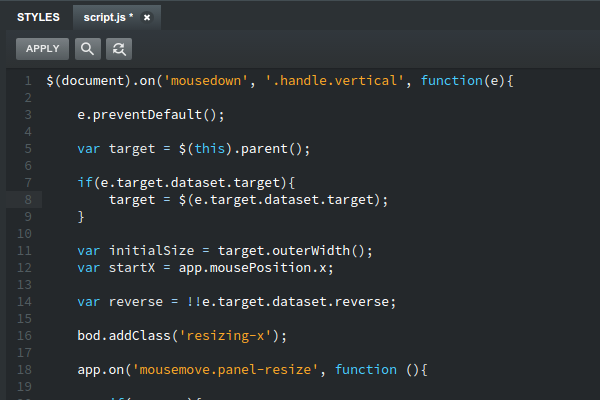 STYLES script.js * ×
APPLY
1 $(document).on('mousedown', '.handle.vertical', function(e){
2
3 e.preventDefault();
4
5 var target = $(this).parent();
6
7 if(e.target.dataset.target){
8 target = $(e.target.dataset.target);
9 }
10
11 var initialSize = target.outerWidth();
12 var startX = app.mousePosition.x;
13
14 var reverse = !!e.target.dataset.reverse;
15
16 bod.addClass('resizing-x');
17
18 app.on('mousemove.panel-resize', function (){
19